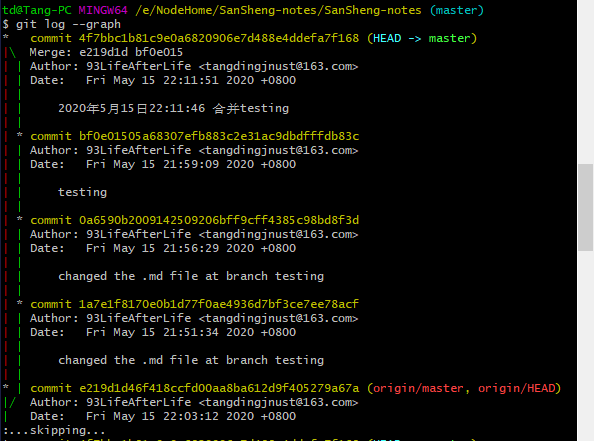 td@Tang-PC MINGW64 /e/NodeHome/SanSheng-notes/SanSheng-notes (master)
$ git log --graph
*   commit 4f7bbc1b81c9e0a6820906e7d488e4ddefa7f168 (HEAD -> master)
|\  Merge: e219d1d bf0e015
| | Author: 93LifeAfterLife <tangdingjnust@163.com>
| | Date:   Fri May 15 22:11:51 2020 +0800
| |
| |     2020年5月15日22:11:46 合并testing
| |
| * commit bf0e01505a68307efb883c2e31ac9dbdfffdb83c
| | Author: 93LifeAfterLife <tangdingjnust@163.com>
| | Date:   Fri May 15 21:59:09 2020 +0800
| |
| |     testing
| |
| * commit 0a6590b2009142509206bff9cff4385c98bd8f3d
| | Author: 93LifeAfterLife <tangdingjnust@163.com>
| | Date:   Fri May 15 21:56:29 2020 +0800
| |
| |     changed the .md file at branch testing
| |
| * commit 1a7e1f8170e0b1d77f0ae4936d7bf3ce7ee78acf
| | Author: 93LifeAfterLife <tangdingjnust@163.com>
| | Date:   Fri May 15 21:51:34 2020 +0800
| |
| |     changed the .md file at branch testing
| |
* | commit e219d1d46f418ccfd00aa8ba612d9f405279a67a (origin/master, origin/HEAD)
|/  Author: 93LifeAfterLife <tangdingjnust@163.com>
|   Date:   Fri May 15 22:03:12 2020 +0800
:...skipping...